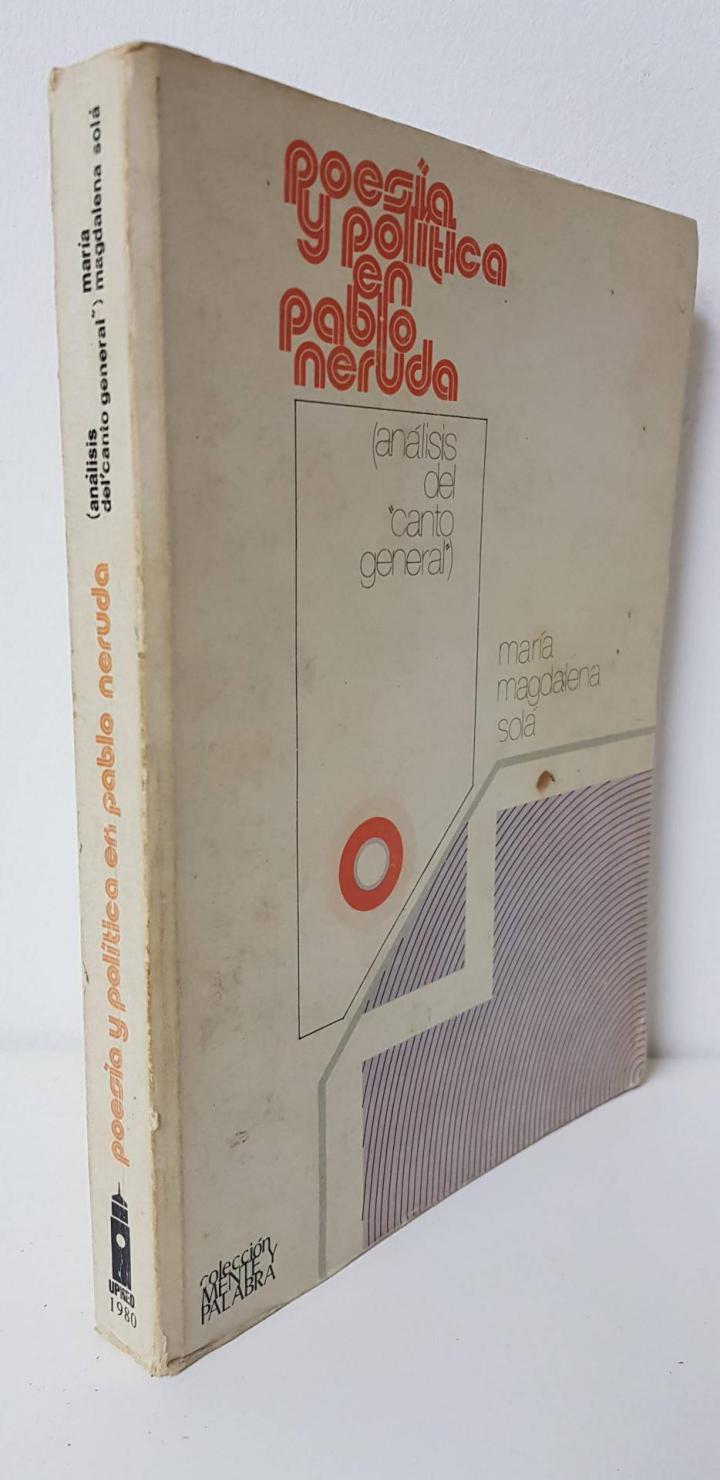 poesía
y política
en
pablo
neruda
(análisis
del
"canto
general")
maría
magdalena
solá
colección
MENTE Y
PALABRA
poesía y política en pablo neruda
(análisis
del "canto general")
maría
magdalena solá
UPRED
1980